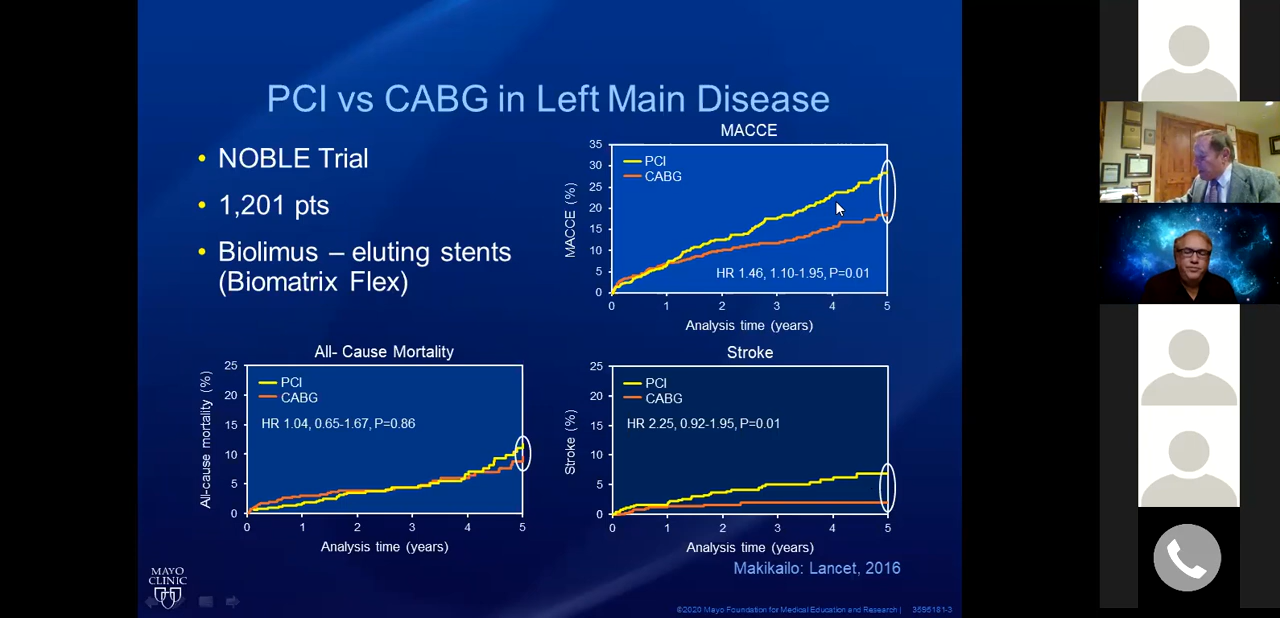 PCI vs CABG in Left Main Disease
• NOBLE Trial
• 1,201 pts
• Biolimus – eluting stents
(Biomatrix Flex)
MACCE
35
30
25
20
15
10
5
0
MACCE (%)
PCI
CABG
HR 1.46, 1.10-1.95, P=0.01
0 1 2 3 4 5
Analysis time (years)
All- Cause Mortality
25
20
15
10
5
0
All-cause mortality (%)
PCI
CABG
HR 1.04, 0.65-1.67, P=0.86
0 1 2 3 4 5
Analysis time (years)
Stroke
25
20
15
10
5
0
Stroke (%)
PCI
CABG
HR 2.25, 0.92-1.95, P=0.01
0 1 2 3 4 5
Analysis time (years)
Makikailo: Lancet, 2016
MAYO
CLINIC
©2020 Mayo Foundation for Medical Education and Research | 3595181-3